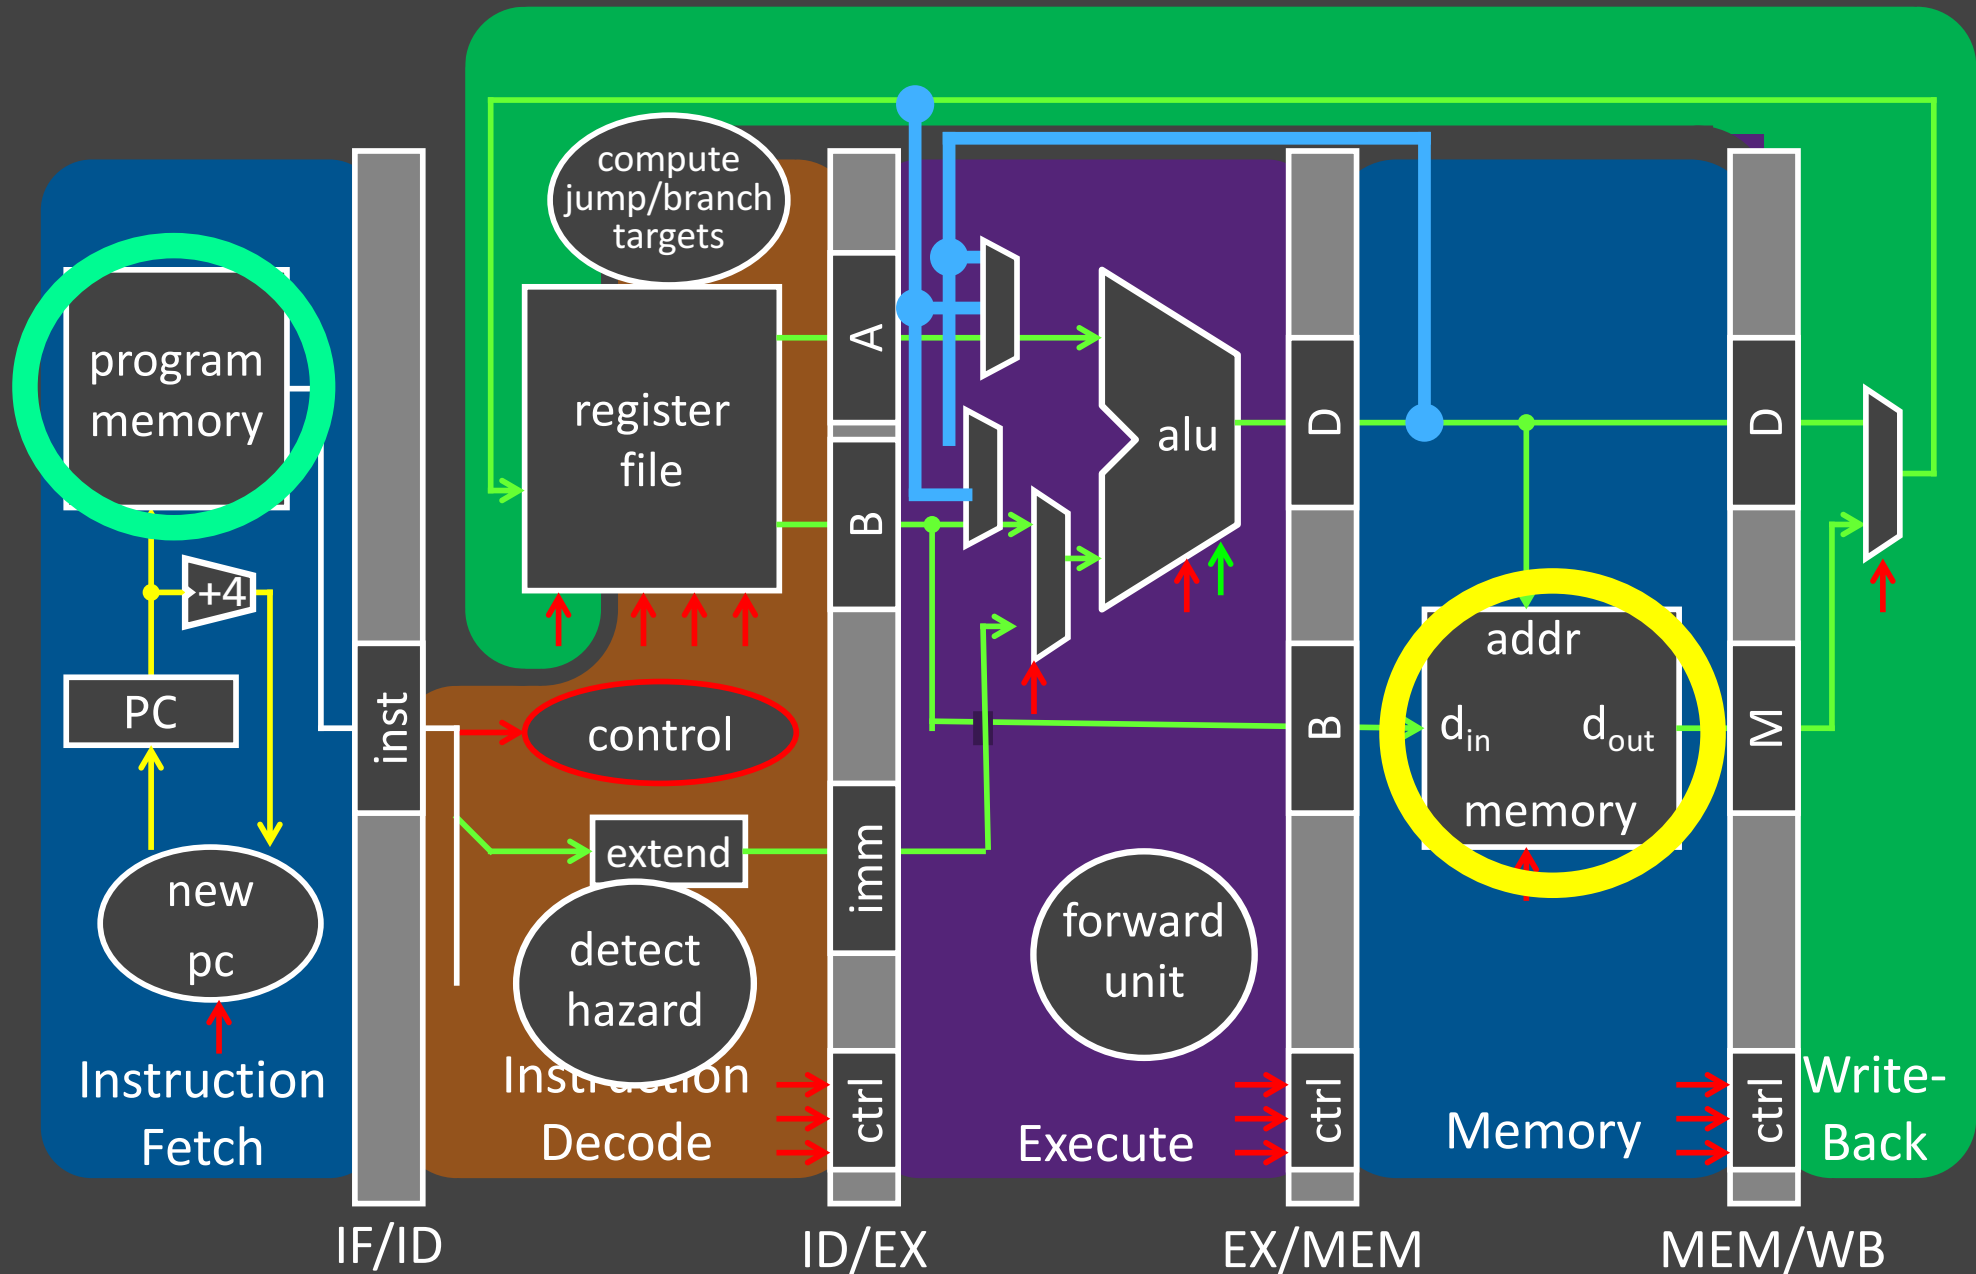 compute
jump/branch
targets
program
memory
+4
PC
new
pc
Instruction
Fetch
inst
IF/ID
register
file
control
extend
detect
hazard
Instruction
Decode
A
B
imm
ctrl
ID/EX
alu
forward
unit
Execute
D
B
ctrl
EX/MEM
addr
din
dout
memory
Memory
D
M
ctrl
MEM/WB
Write-
Back